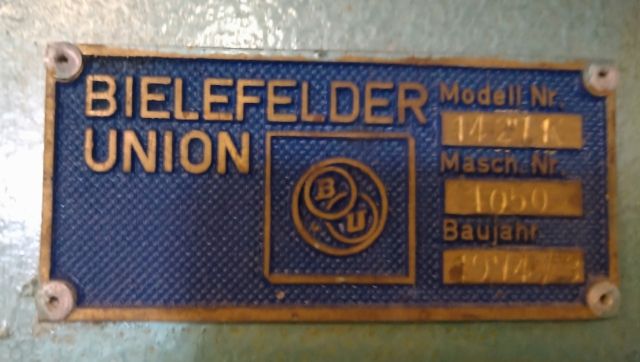 BIELEFELDER
UNION
B
U
Modell Nr.
Masch. Nr.
1050
Baujahr